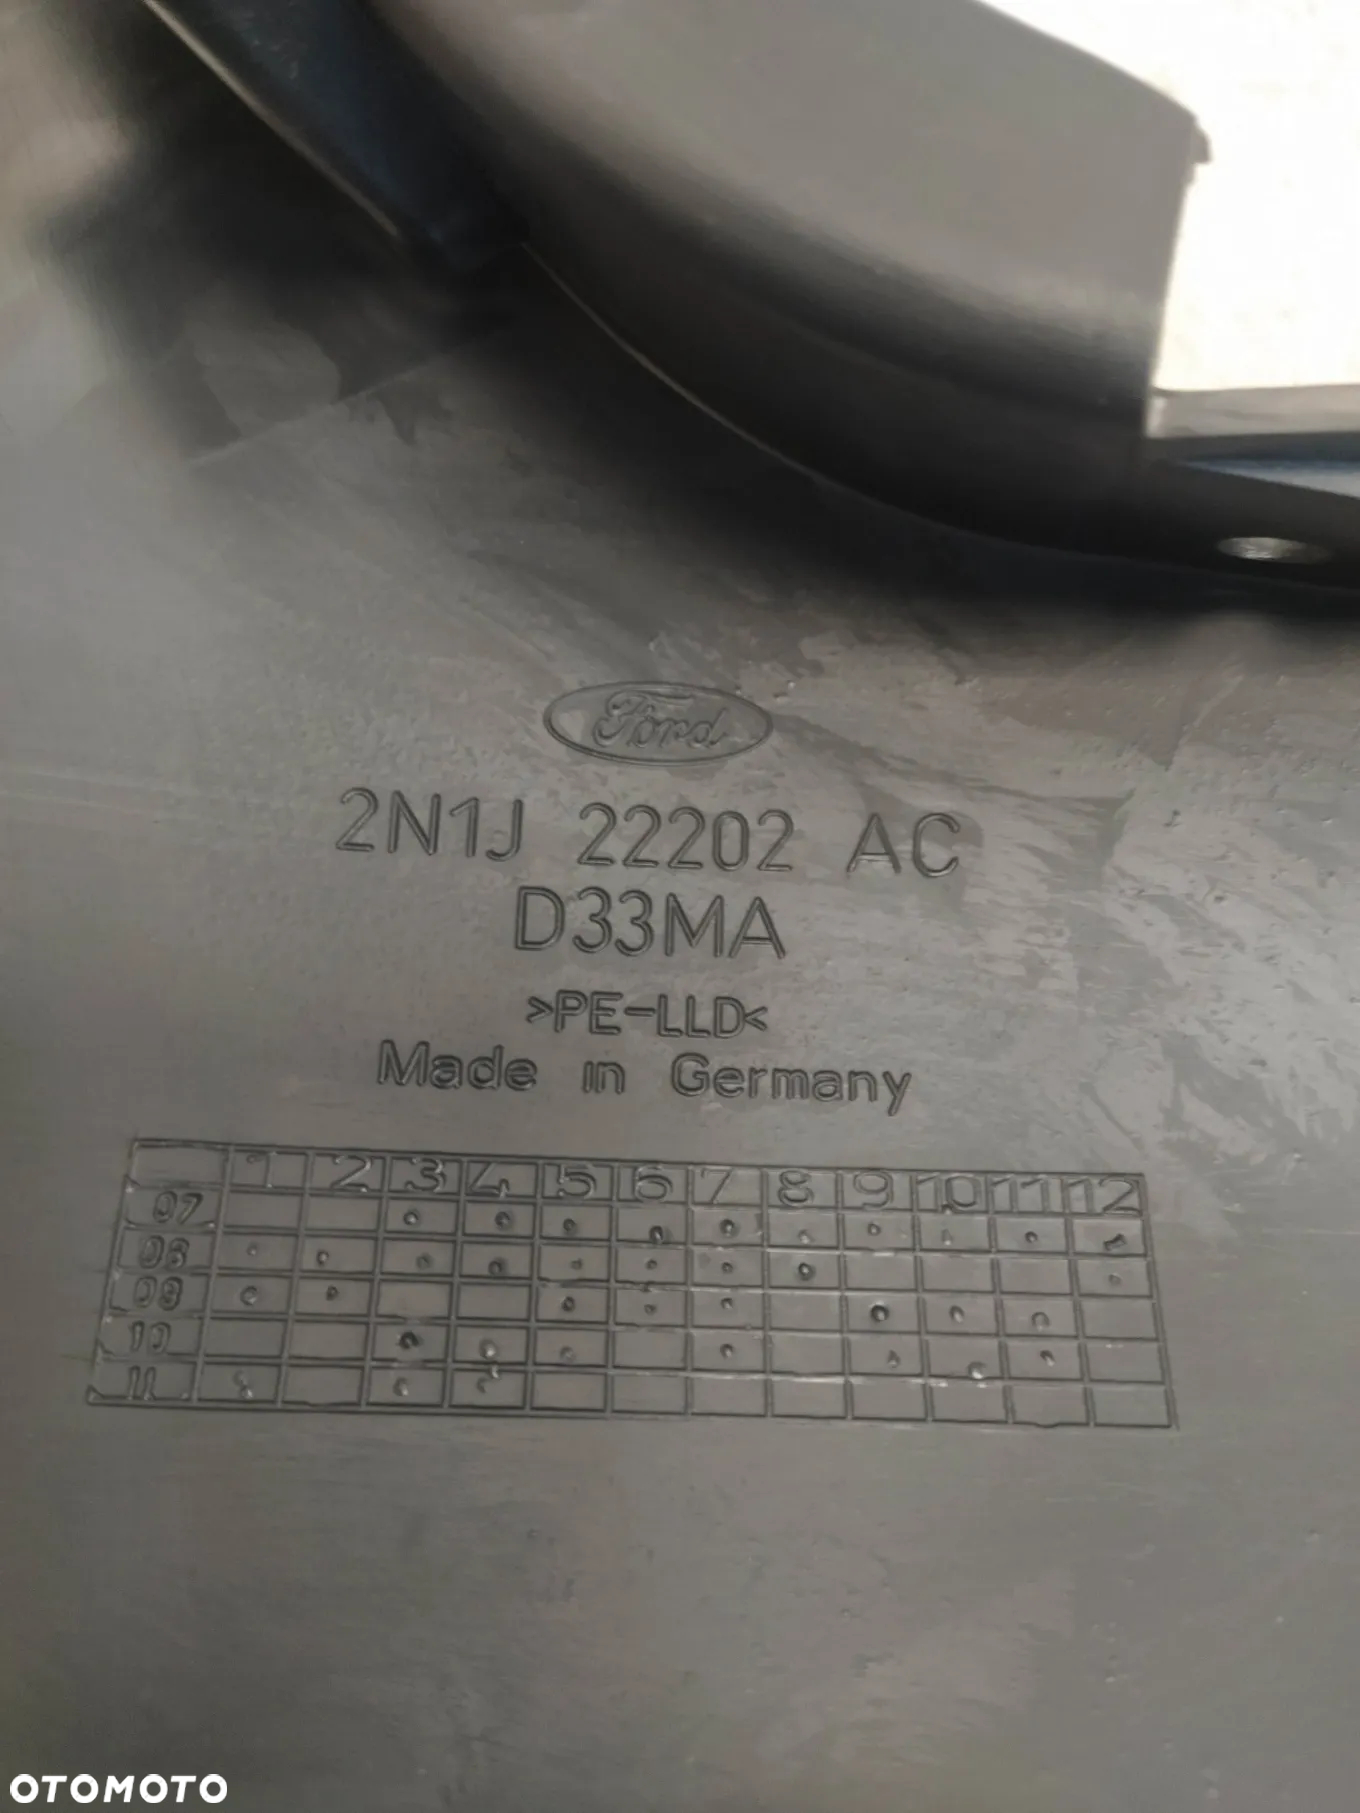 Ford
2N1J 22202 AC
D33MA
>PE-LLD<
Made in Germany
1 2 3 4 5 6 7 8 9 10 11 12
07
08
09
10
11
OTOMOTO